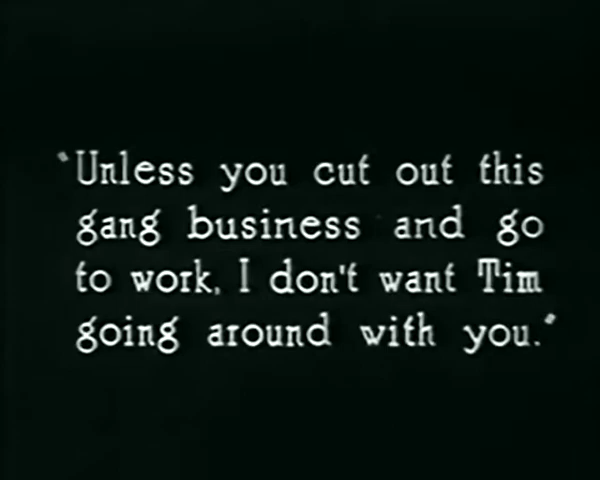 "Unless you cut out this
gang business and go
to work, I don't want Tim
going around with you."